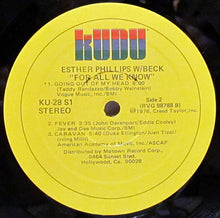 KUDU
ESTHER PHILLIPS W/BECK
"FOR ALL WE KNOW"
1. GOING OUT OF MY HEAD 6:00
(Teddy Randazzo/Bobby Weinstein)
Vogue Music, Inc./BMI
KU-28 S1
STEREO
Side 2
(RVG 98788 B)
℗ 1976, Creed Taylor, Inc.
2. FEVER 3:35 (John Davenport/Eddie Cooley)
Jay and Cee Music Corp./BMI
3. CARAVAN 3:40 (Duke Ellington/Juan Tizol/
Irving Mills)
American Academy of Music, Inc./ASCAP
Distributed by Motown Record Corp.
6464 Sunset Blvd.
Hollywood, Ca. 90028